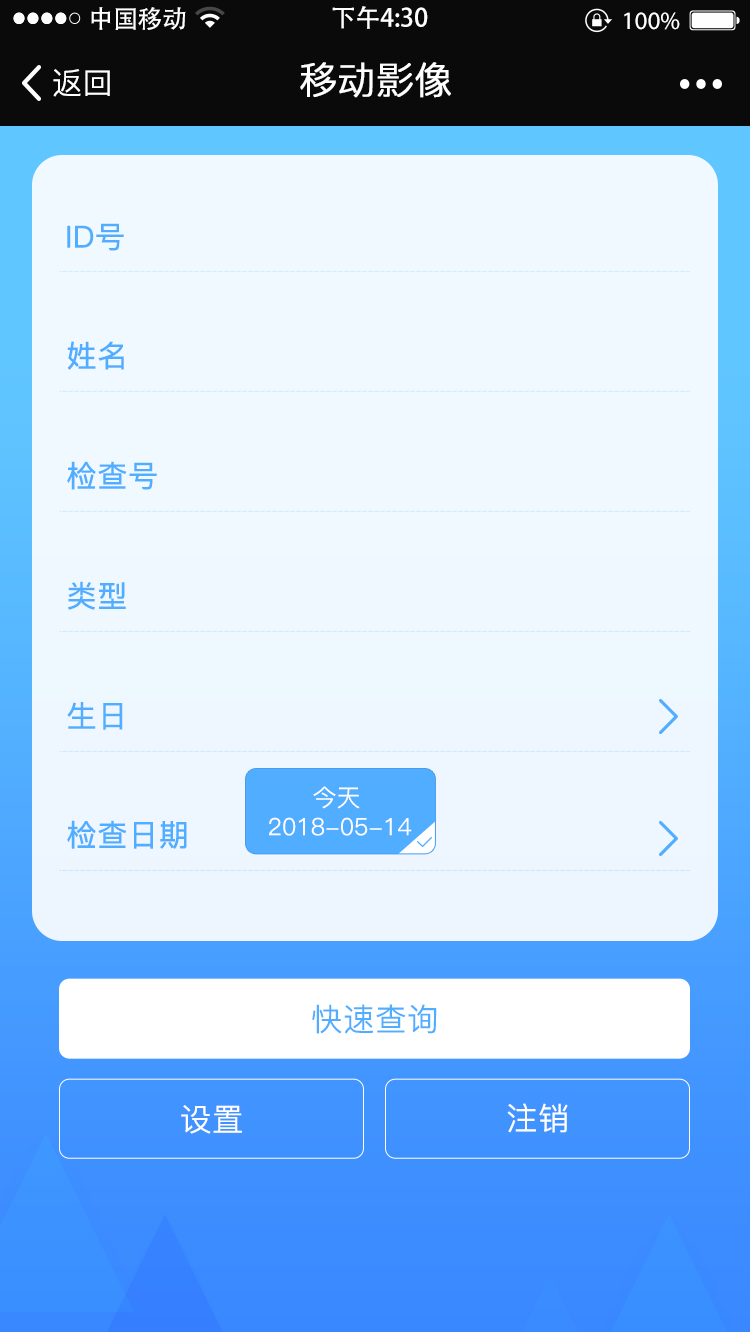 中国移动 下午4:30 100%
返回 移动影像
ID号
姓名
检查号
类型
生日
今天
检查日期 2018-05-14
快速查询
设置 注销